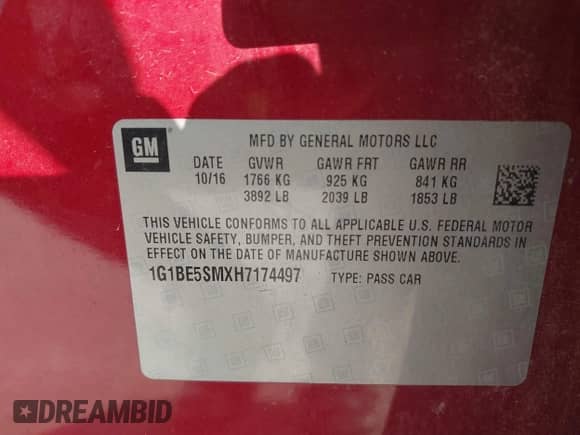 GM
MFD BY GENERAL MOTORS LLC
DATE GVWR GAWR FRT GAWR RR
10/16 1766 KG 925 KG 841 KG
3892 LB 2039 LB 1853 LB
THIS VEHICLE CONFORMS TO ALL APPLICABLE U.S. FEDERAL MOTOR
VEHICLE SAFETY, BUMPER, AND THEFT PREVENTION STANDARDS IN
EFFECT ON THE DATE OF MANUFACTURE SHOWN ABOVE.
1G1BE5SMXH7174497 TYPE: PASS CAR
DREAMBID